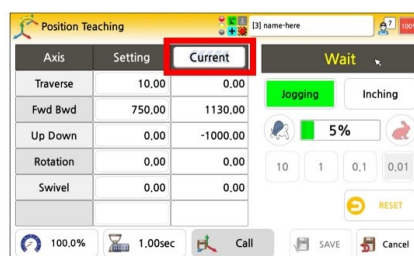 Position Teaching [3] name-here 7 100%
Axis Setting Current Wait
Traverse 10,00 0,00 Jogging Inching
Fwd Bwd 750,00 1130,00
Up Down 0,00 -1000,00 5%
Rotation 0,00 0,00 10 1 0,1 0,01
Swivel 0,00 0,00
RESET
100,0% 1,00sec Call SAVE Cancel